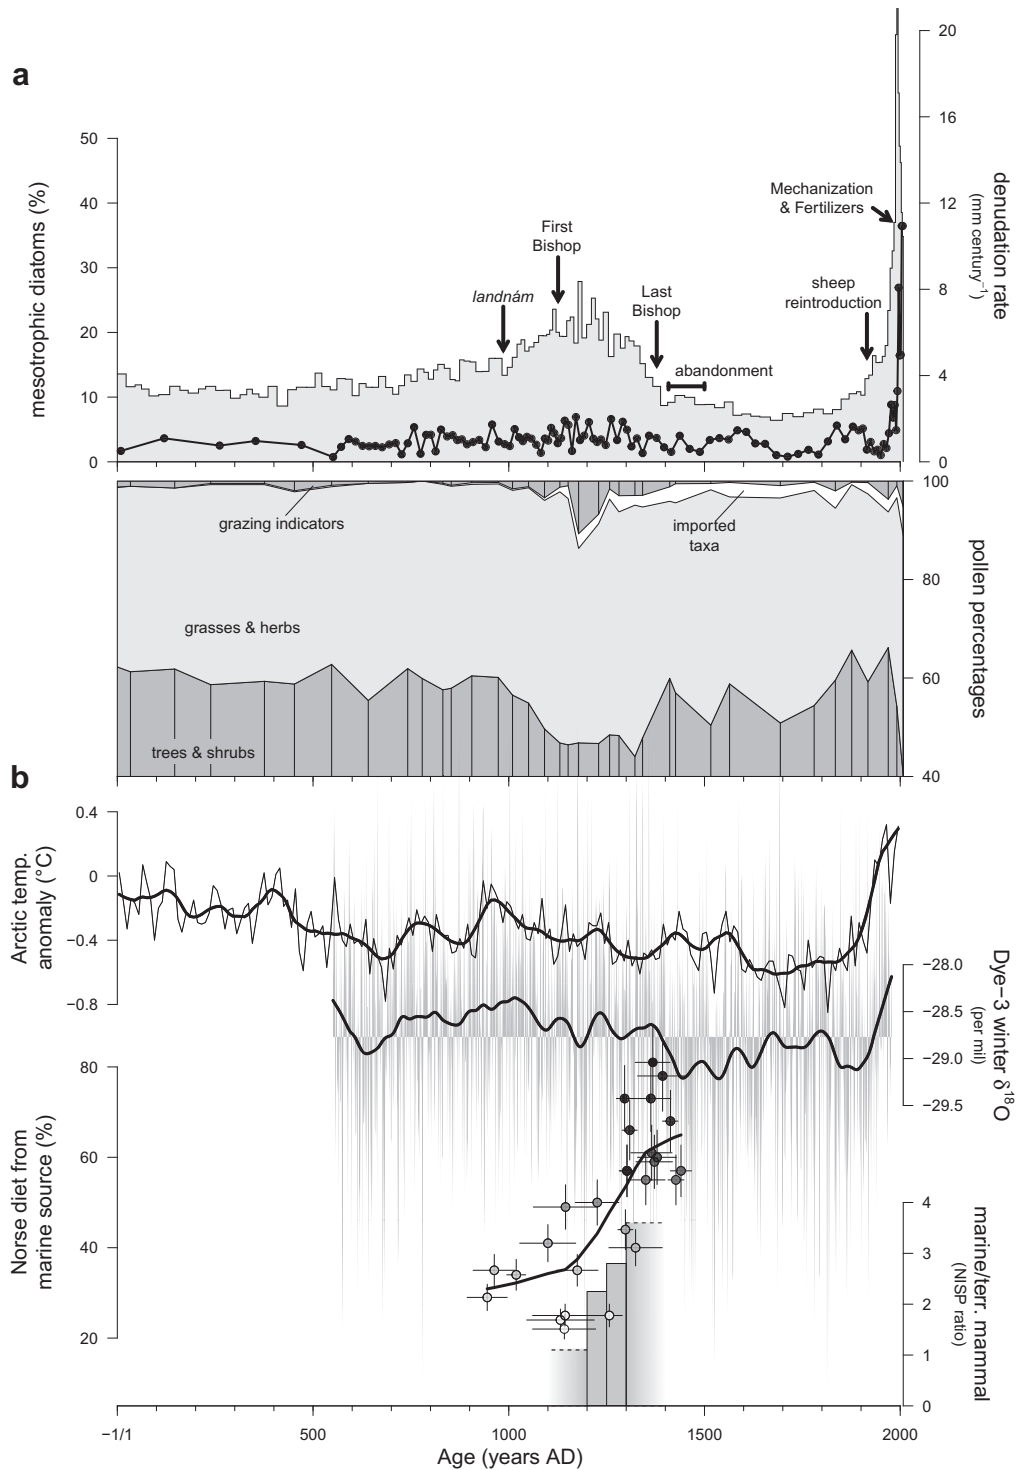 a
mesotrophic diatoms (%)
50
40
30
20
10
0
denudation rate
(mm century⁻¹)
20
16
12
8
4
0
landnám
First
Bishop
Last
Bishop
abandonment
sheep
reintroduction
Mechanization
& Fertilizers
grazing indicators
imported
taxa
grasses & herbs
trees & shrubs
pollen percentages
100
80
60
40
b
Arctic temp.
anomaly (°C)
0.4
0
−0.4
−0.8
Dye−3 winter δ¹⁸O
(per mil)
−28.0
−28.5
−29.0
−29.5
Norse diet from
marine source (%)
80
60
40
20
marine/terr. mammal
(NISP ratio)
4
3
2
1
0
−1/1
500
1000
1500
2000
Age (years AD)